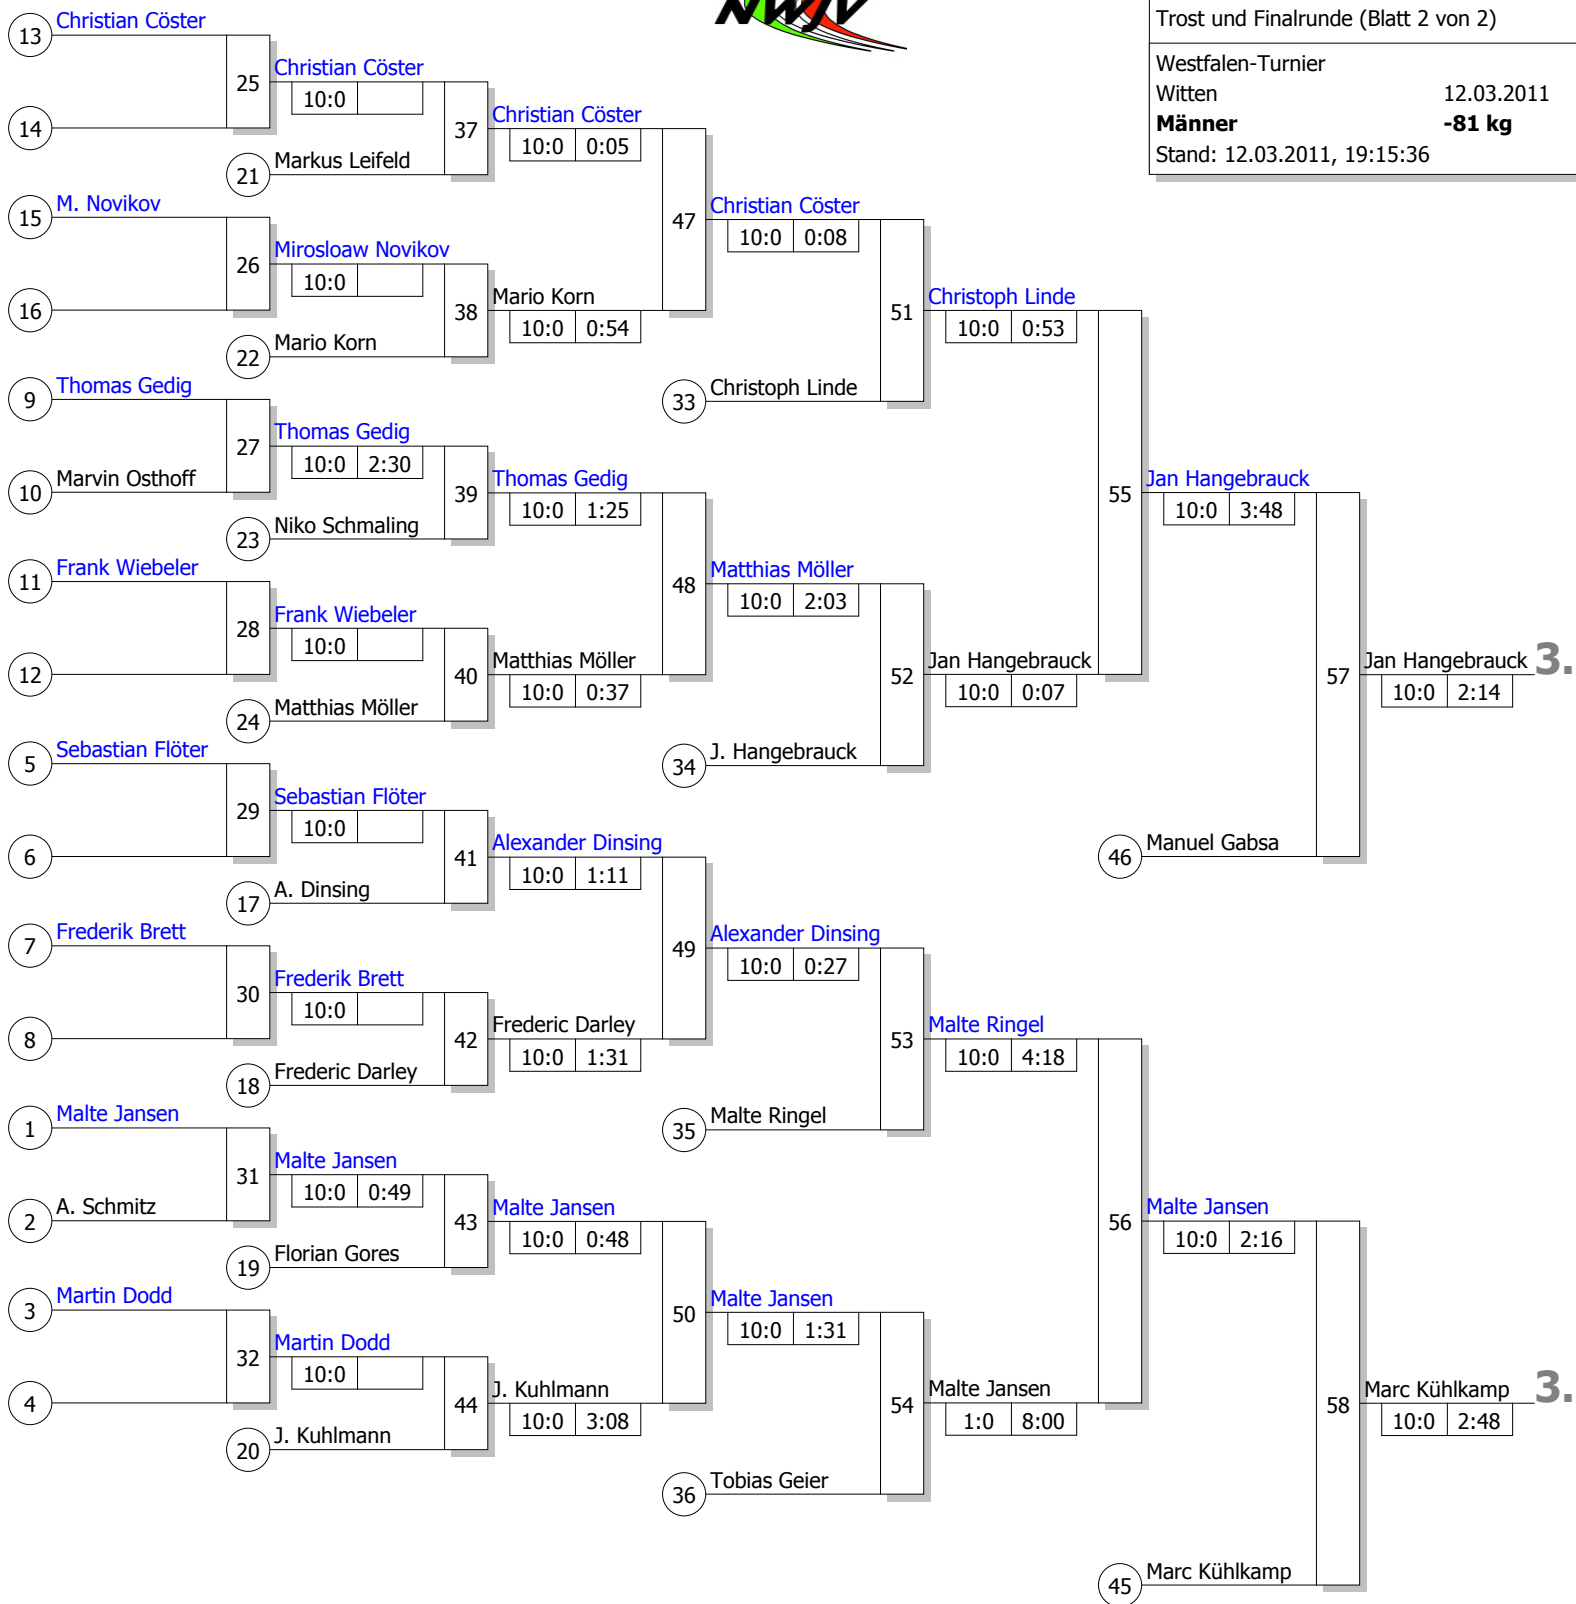 NWJV
Trost und Finalrunde (Blatt 2 von 2)
Westfalen-Turnier
Witten 12.03.2011
Männer -81 kg
Stand: 12.03.2011, 19:15:36
13 Christian Cöster
14
25 Christian Cöster
10:0
21 Markus Leifeld
37 Christian Cöster
10:0 0:05
15 M. Novikov
16
26 Mirosloaw Novikov
10:0
22 Mario Korn
38 Mario Korn
10:0 0:54
47 Christian Cöster
10:0 0:08
33 Christoph Linde
51 Christoph Linde
10:0 0:53
9 Thomas Gedig
10 Marvin Osthoff
27 Thomas Gedig
10:0 2:30
23 Niko Schmaling
39 Thomas Gedig
10:0 1:25
11 Frank Wiebeler
12
28 Frank Wiebeler
10:0
24 Matthias Möller
40 Matthias Möller
10:0 0:37
48 Matthias Möller
10:0 2:03
34 J. Hangebrauck
52 Jan Hangebrauck
10:0 0:07
55 Jan Hangebrauck
10:0 3:48
46 Manuel Gabsa
57 Jan Hangebrauck 3.
10:0 2:14
5 Sebastian Flöter
6
29 Sebastian Flöter
10:0
17 A. Dinsing
41 Alexander Dinsing
10:0 1:11
7 Frederik Brett
8
30 Frederik Brett
10:0
18 Frederic Darley
42 Frederic Darley
10:0 1:31
49 Alexander Dinsing
10:0 0:27
35 Malte Ringel
53 Malte Ringel
10:0 4:18
1 Malte Jansen
2 A. Schmitz
31 Malte Jansen
10:0 0:49
19 Florian Gores
43 Malte Jansen
10:0 0:48
3 Martin Dodd
4
32 Martin Dodd
10:0
20 J. Kuhlmann
44 J. Kuhlmann
10:0 3:08
50 Malte Jansen
10:0 1:31
36 Tobias Geier
54 Malte Jansen
1:0 8:00
56 Malte Jansen
10:0 2:16
45 Marc Kühlkamp
58 Marc Kühlkamp 3.
10:0 2:48